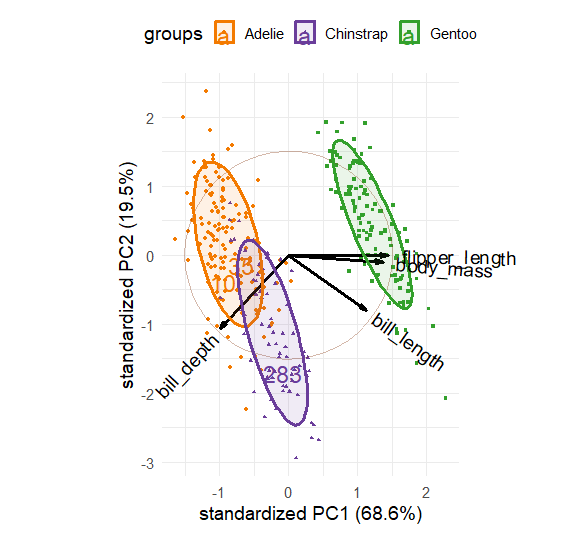 groups a Adelie a Chinstrap a Gentoo
2
1
0
-1
-2
-3
standardized PC2 (19.5%)
flipper_length
body_mass
bill_length
bill_depth
10
283
-1 0 1 2
standardized PC1 (68.6%)